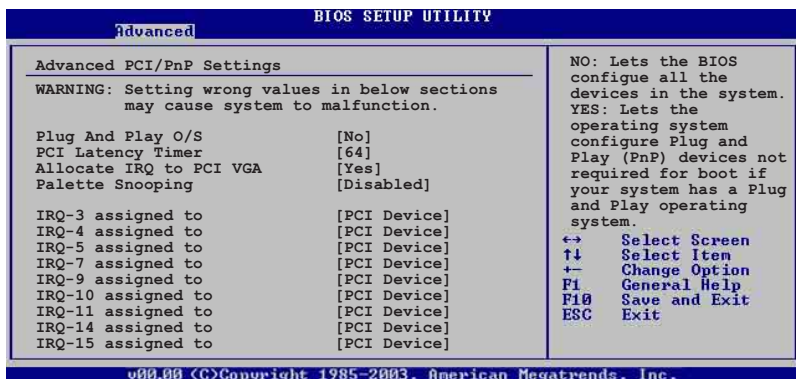 BIOS SETUP UTILITY
Advanced
Advanced PCI/PnP Settings
WARNING: Setting wrong values in below sections
may cause system to malfunction.
Plug And Play O/S [No]
PCI Latency Timer [64]
Allocate IRQ to PCI VGA [Yes]
Palette Snooping [Disabled]
IRQ-3 assigned to [PCI Device]
IRQ-4 assigned to [PCI Device]
IRQ-5 assigned to [PCI Device]
IRQ-7 assigned to [PCI Device]
IRQ-9 assigned to [PCI Device]
IRQ-10 assigned to [PCI Device]
IRQ-11 assigned to [PCI Device]
IRQ-14 assigned to [PCI Device]
IRQ-15 assigned to [PCI Device]
NO: Lets the BIOS
configue all the
devices in the system.
YES: Lets the
operating system
configure Plug and
Play (PnP) devices not
required for boot if
your system has a Plug
and Play operating
system.
←→ Select Screen
↑↓ Select Item
+- Change Option
F1 General Help
F10 Save and Exit
ESC Exit
v00.00 (C)Copyright 1985-2003, American Megatrends, Inc.